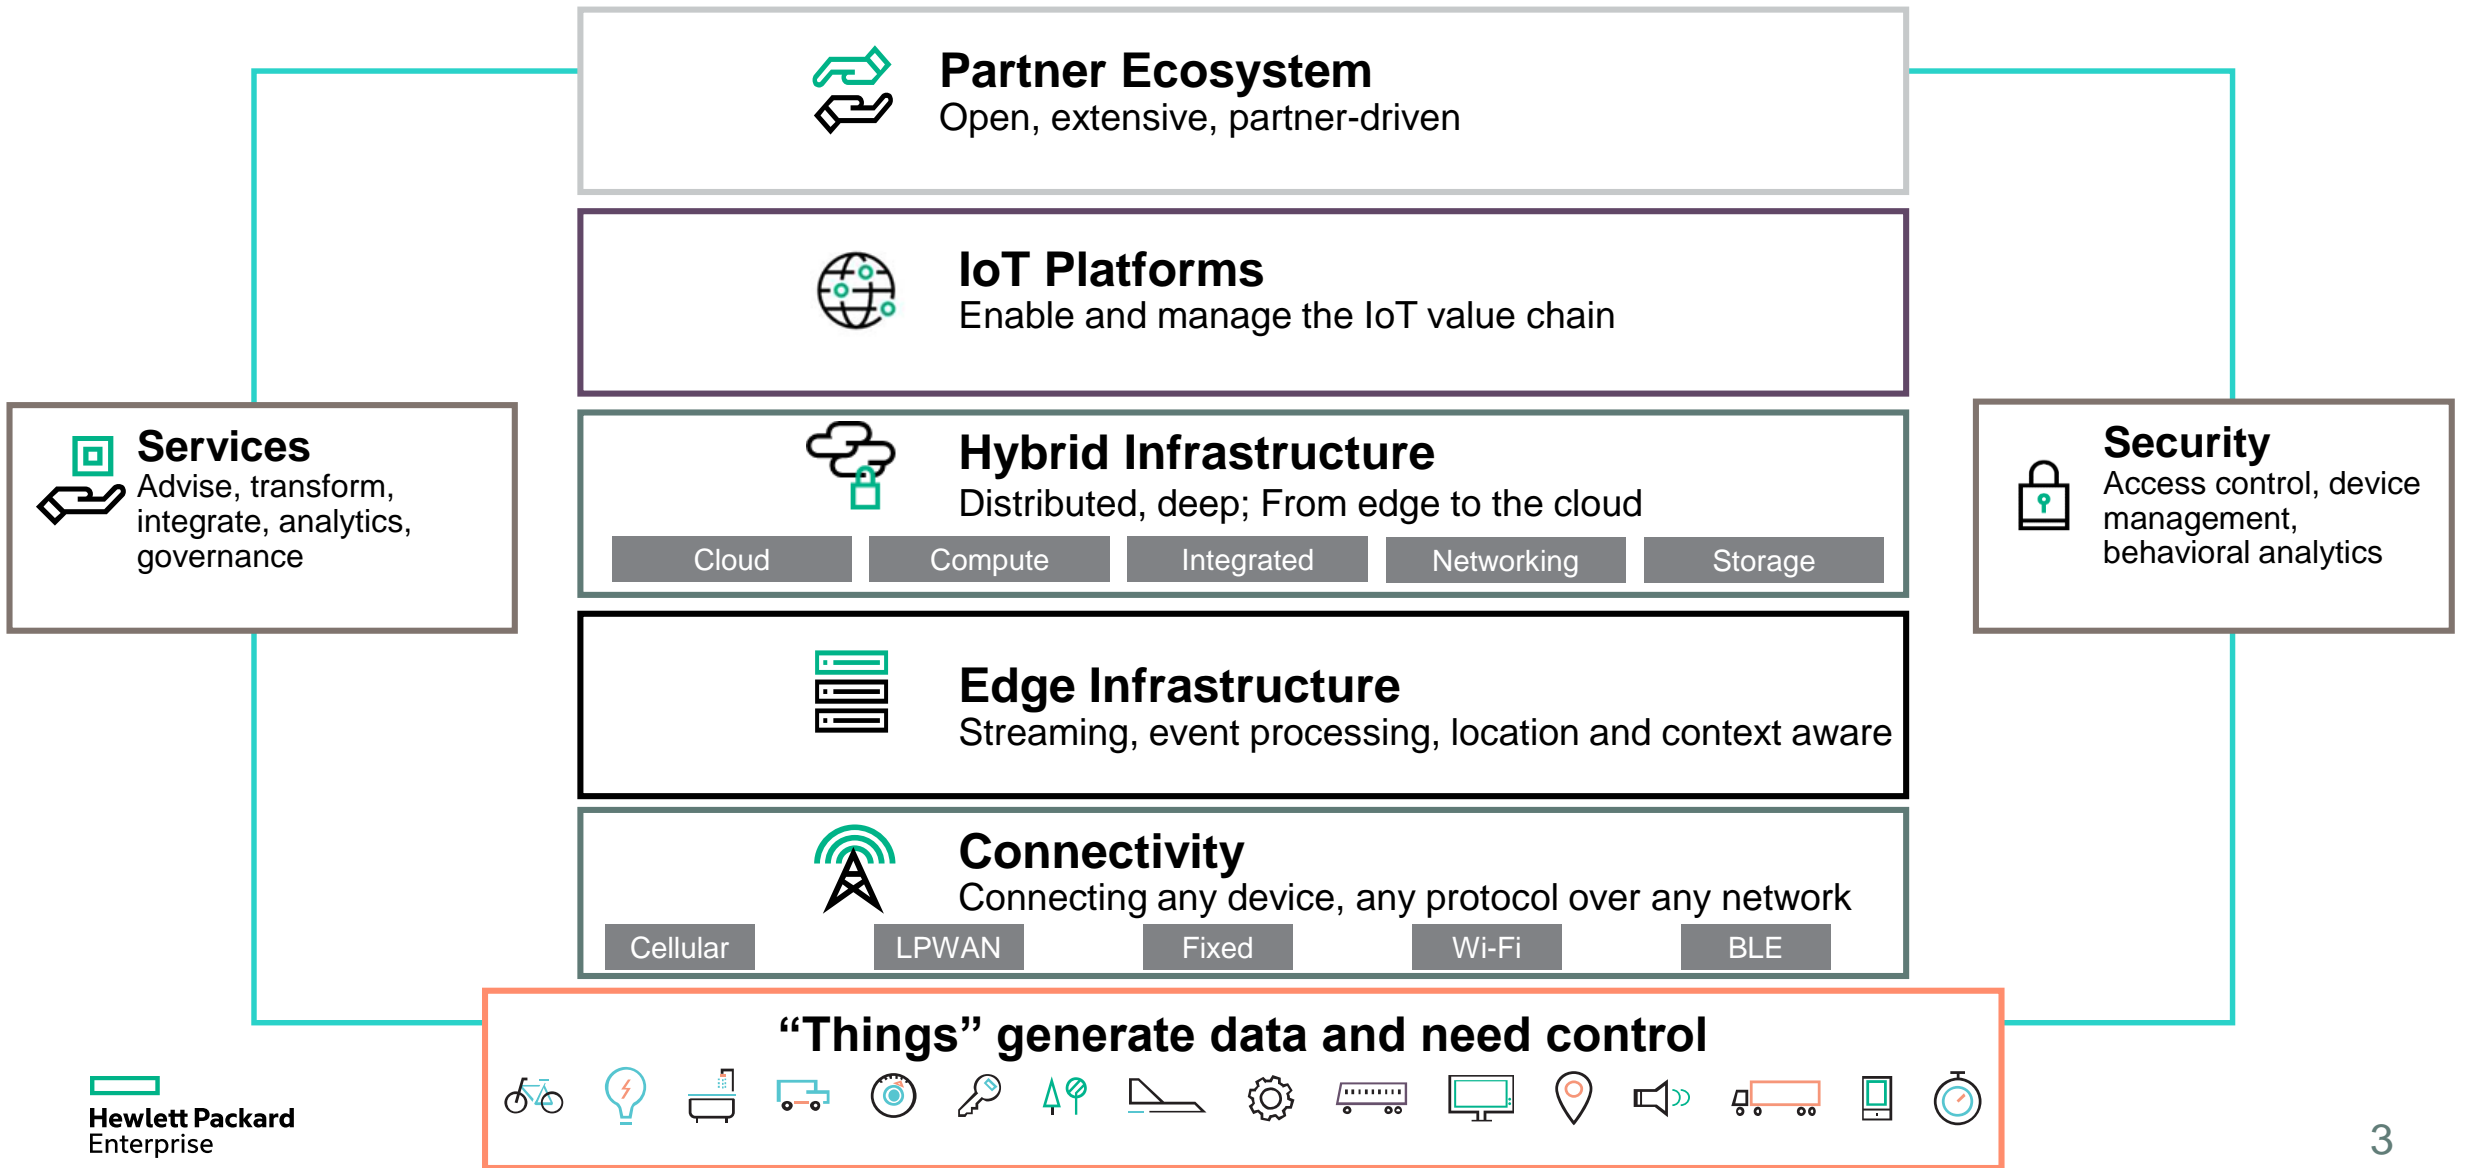 Partner Ecosystem
Open, extensive, partner-driven
IoT Platforms
Enable and manage the IoT value chain
Services
Advise, transform,
integrate, analytics,
governance
Hybrid Infrastructure
Distributed, deep; From edge to the cloud
Cloud
Compute
Integrated
Networking
Storage
Security
Access control, device
management,
behavioral analytics
Edge Infrastructure
Streaming, event processing, location and context aware
Connectivity
Connecting any device, any protocol over any network
Cellular
LPWAN
Fixed
Wi-Fi
BLE
“Things” generate data and need control
Hewlett Packard
Enterprise
3